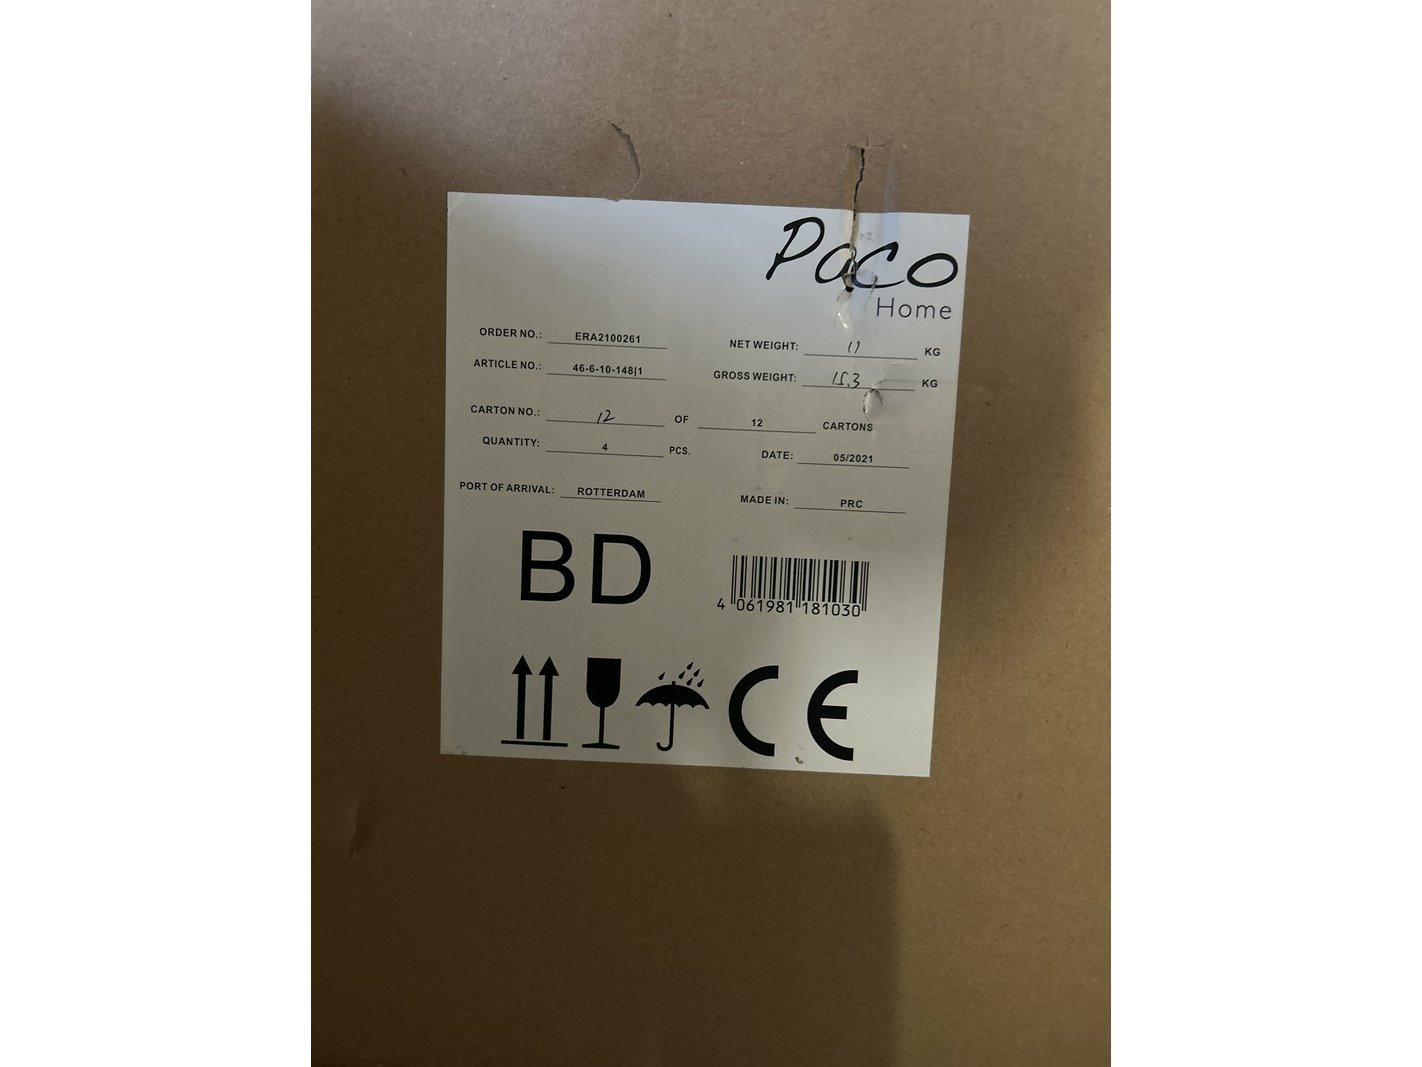 Paco
Home
ORDER NO.: ERA2100261
NET WEIGHT: 11 KG
ARTICLE NO.: 46-6-10-148|1
GROSS WEIGHT: 15.3 KG
CARTON NO.: 12 OF 12 CARTONS
QUANTITY: 4 PCS.
DATE: 05/2021
PORT OF ARRIVAL: ROTTERDAM
MADE IN: PRC
BD
4 061981 181030
CE